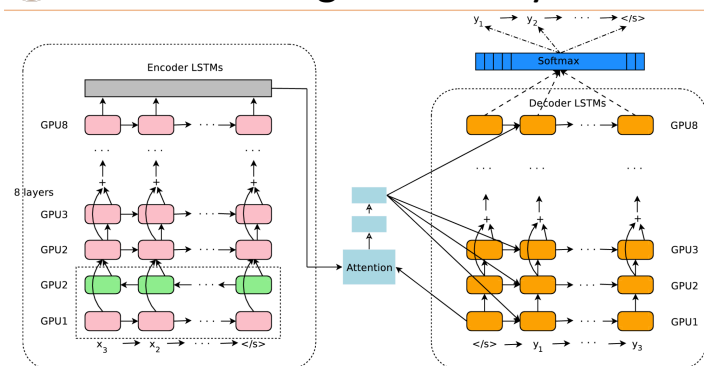 y1 y2 · · · </s>
Softmax
Encoder LSTMs
Decoder LSTMs
GPU8
GPU8
· · ·
· · ·
· · ·
· · ·
· · ·
· · ·
+ + +
8 layers
+ + +
GPU3 · · ·
GPU2 · · ·
GPU2 · · ·
GPU1 · · ·
x3 x2 · · · </s>
Attention
· · · GPU3
· · · GPU2
· · · GPU1
</s> y1 · · · y3